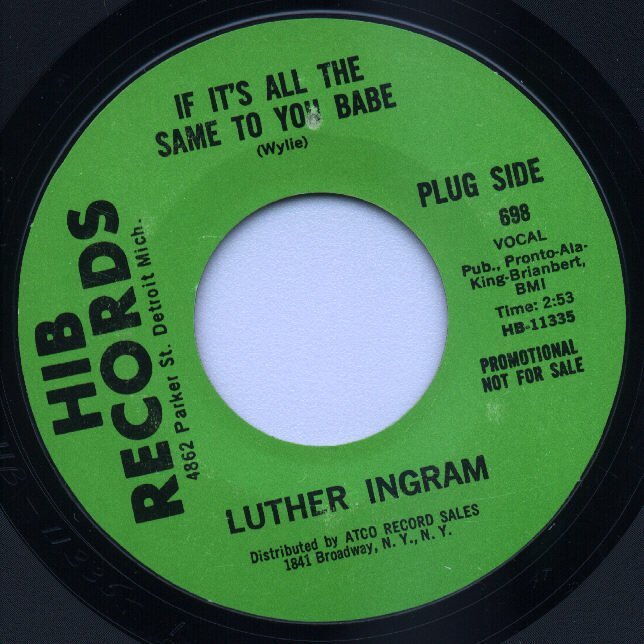 IF IT'S ALL THE
SAME TO YOU BABE
(Wylie)
PLUG SIDE
698
VOCAL
Pub., Pronto-Ala-
King-Brianbert,
BMI
Time: 2:53
HB-11335
PROMOTIONAL
NOT FOR SALE
HIB
RECORDS
4862 Parker St. Detroit Mich.
LUTHER INGRAM
Distributed by ATCO RECORD SALES
1841 Broadway, N. Y., N. Y.